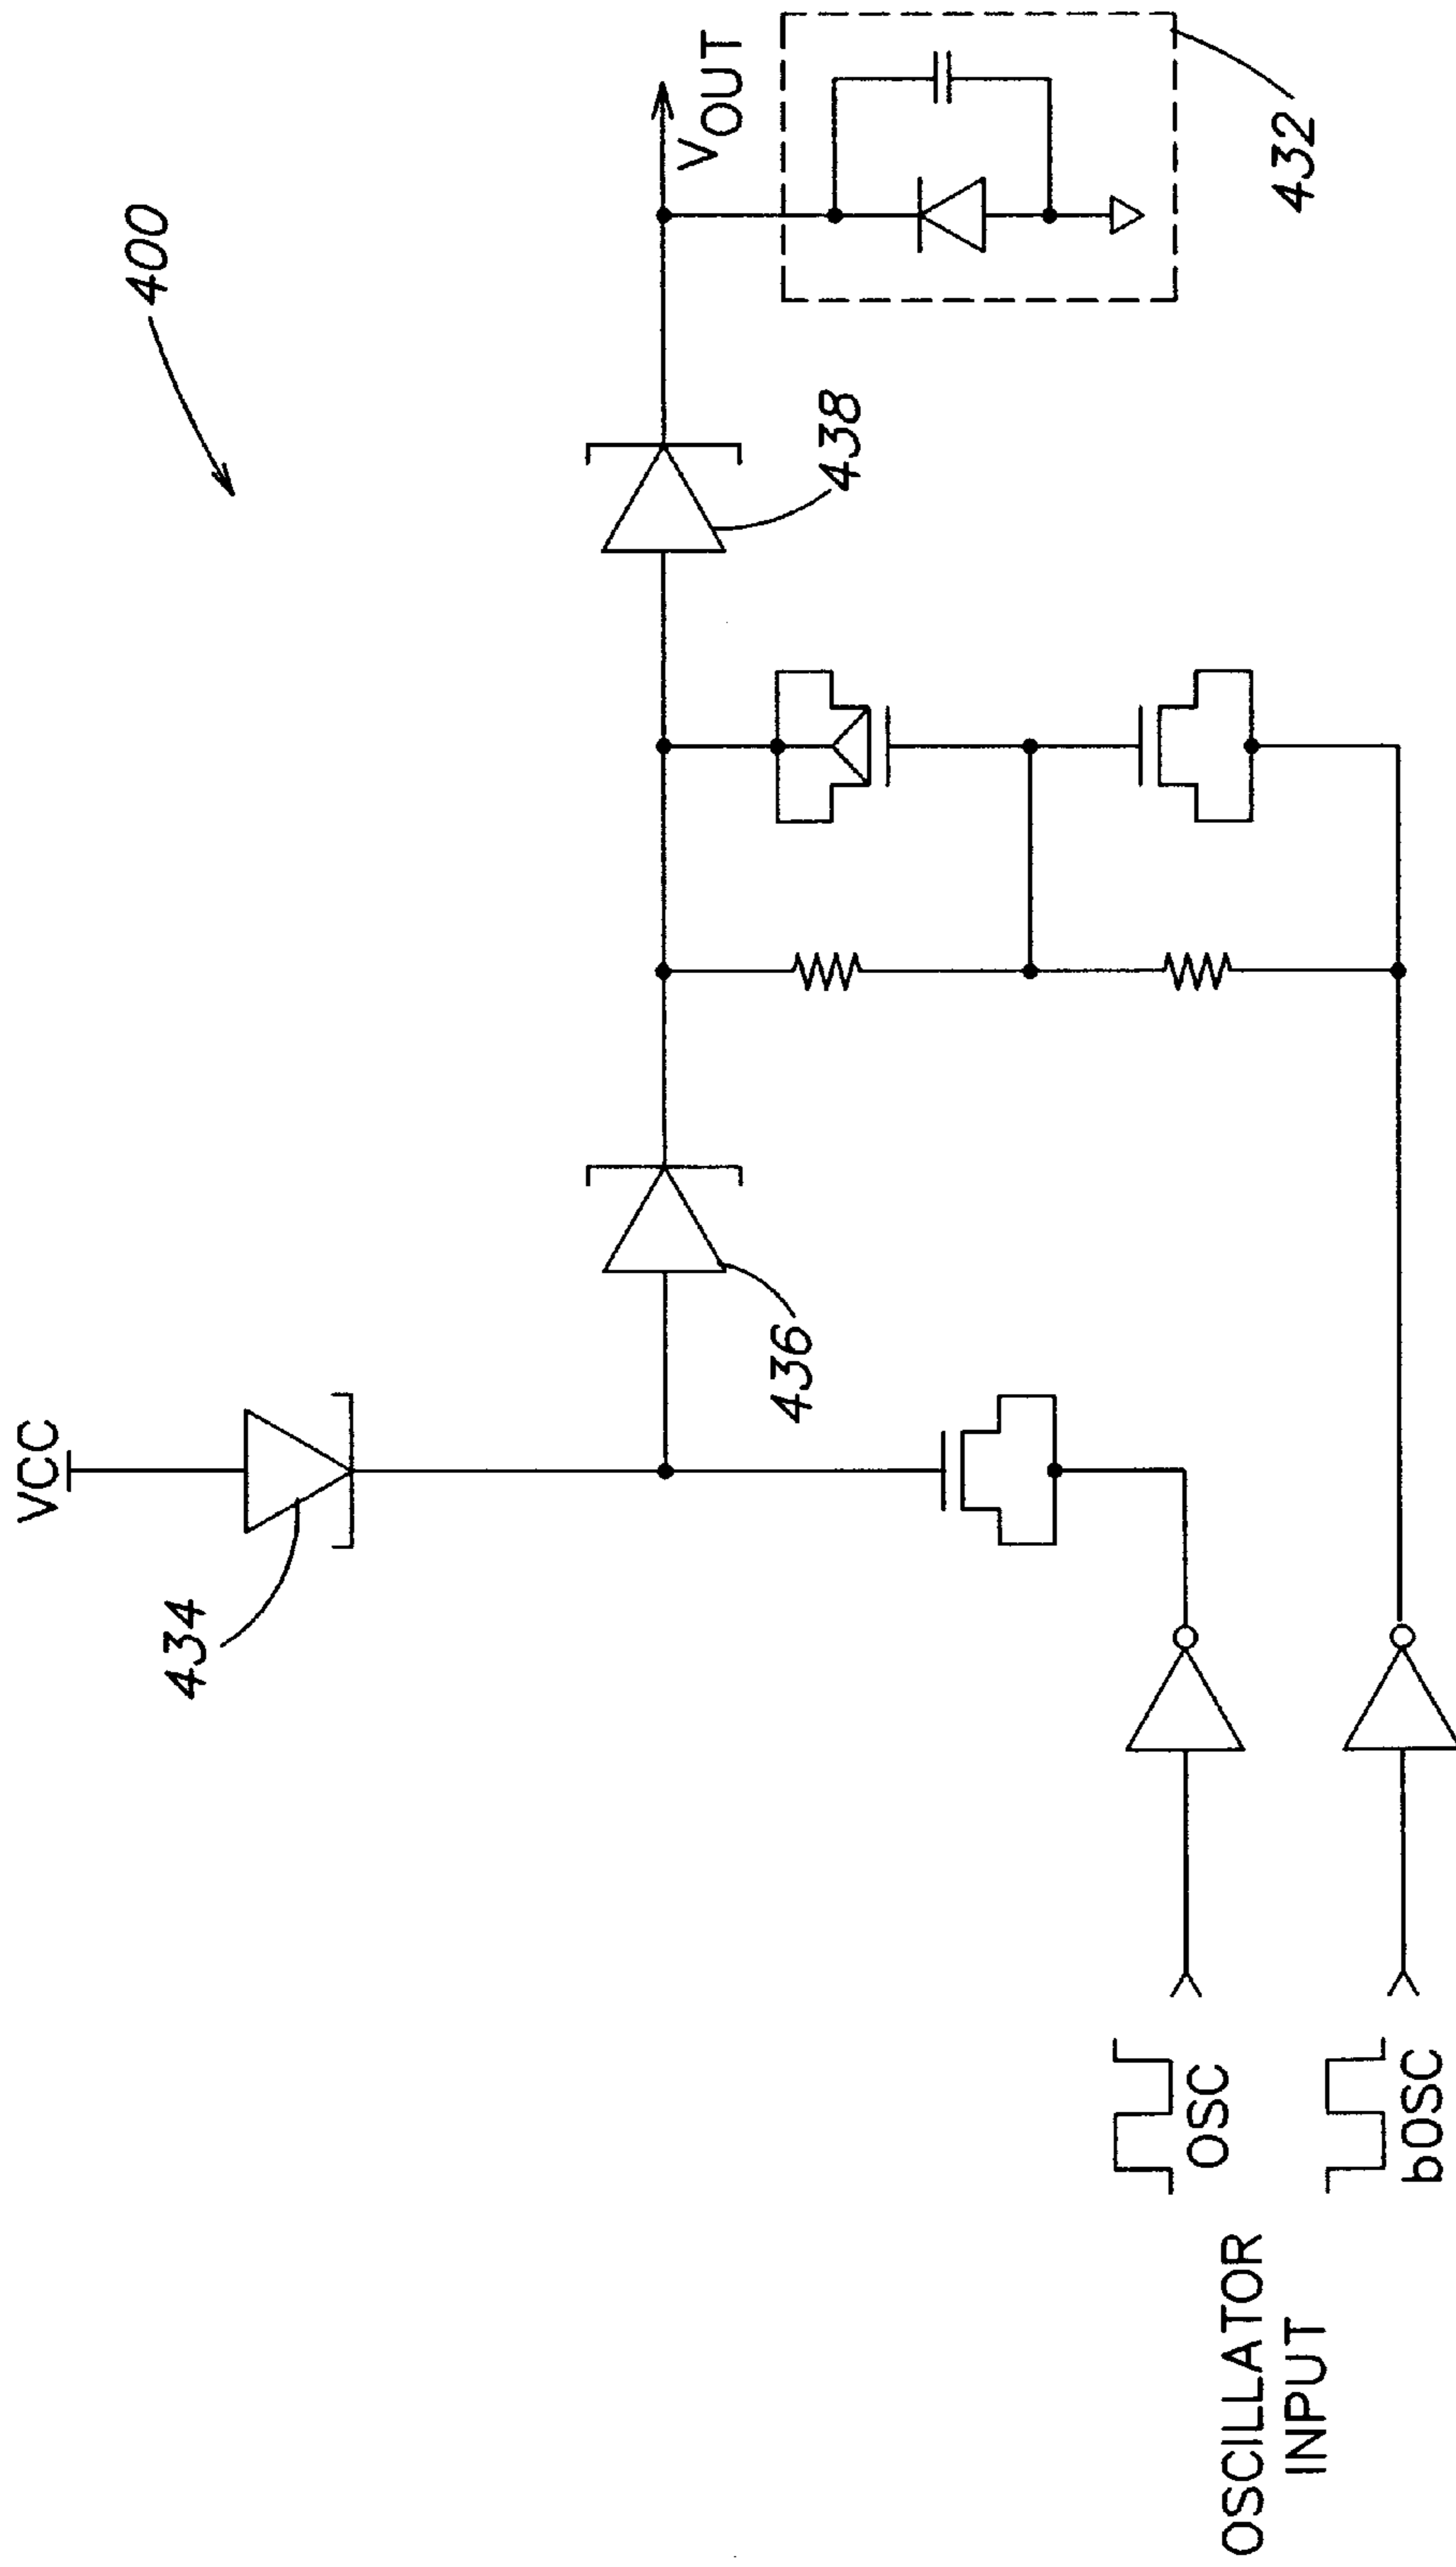 400
VCC
434
436
438
VOUT
432
OSC
bOSC
OSCILLATOR
INPUT